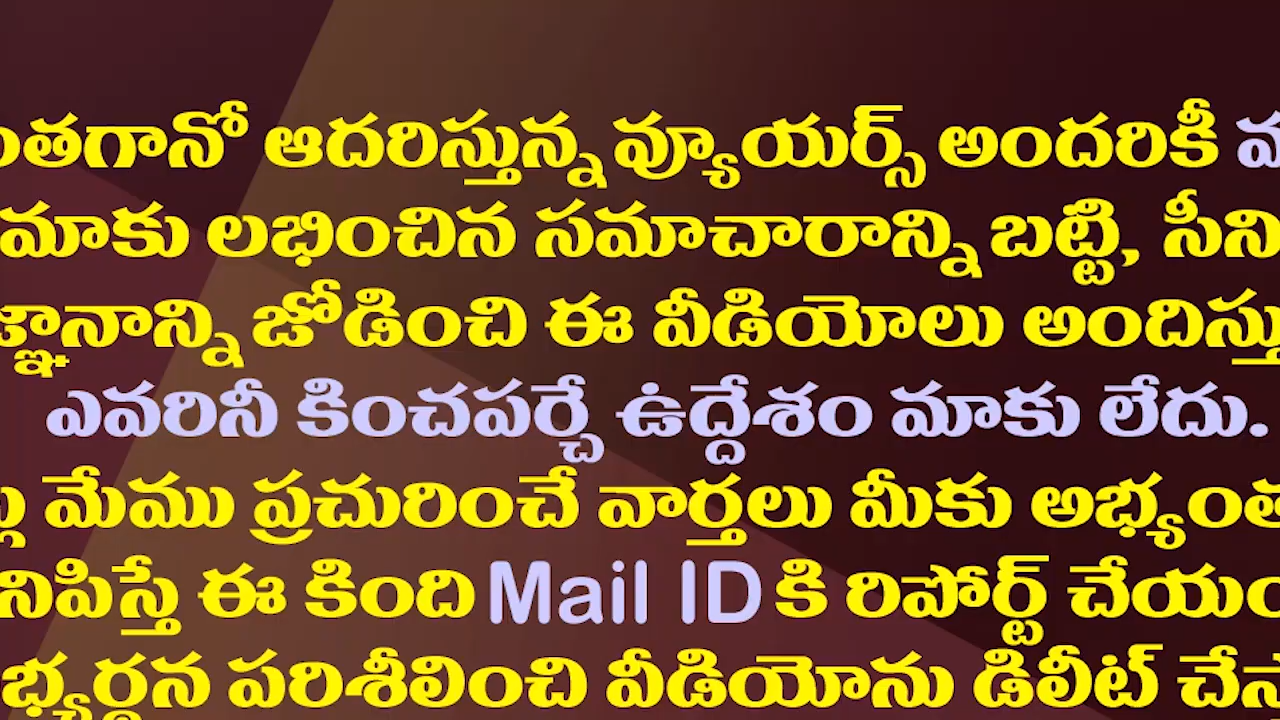 ంతగానో ఆదరిస్తున్న వ్యూయర్స్ అందరికీ
మాకు లభించిన సమాచారాన్ని బట్టి, సీని
జ్ఞానాన్ని జోడించి ఈ వీడియోలు అందిస్తు
ఎవరినీ కించపర్చే ఉద్దేశం మాకు లేదు.
మేము ప్రచురించే వార్తలు మీకు అభ్యంత
నిపిస్తే ఈ కింది Mail ID కి రిపోర్ట్ చేయం
భ్యర్థన పరిశీలించి వీడియోను డిలీట్ చేస